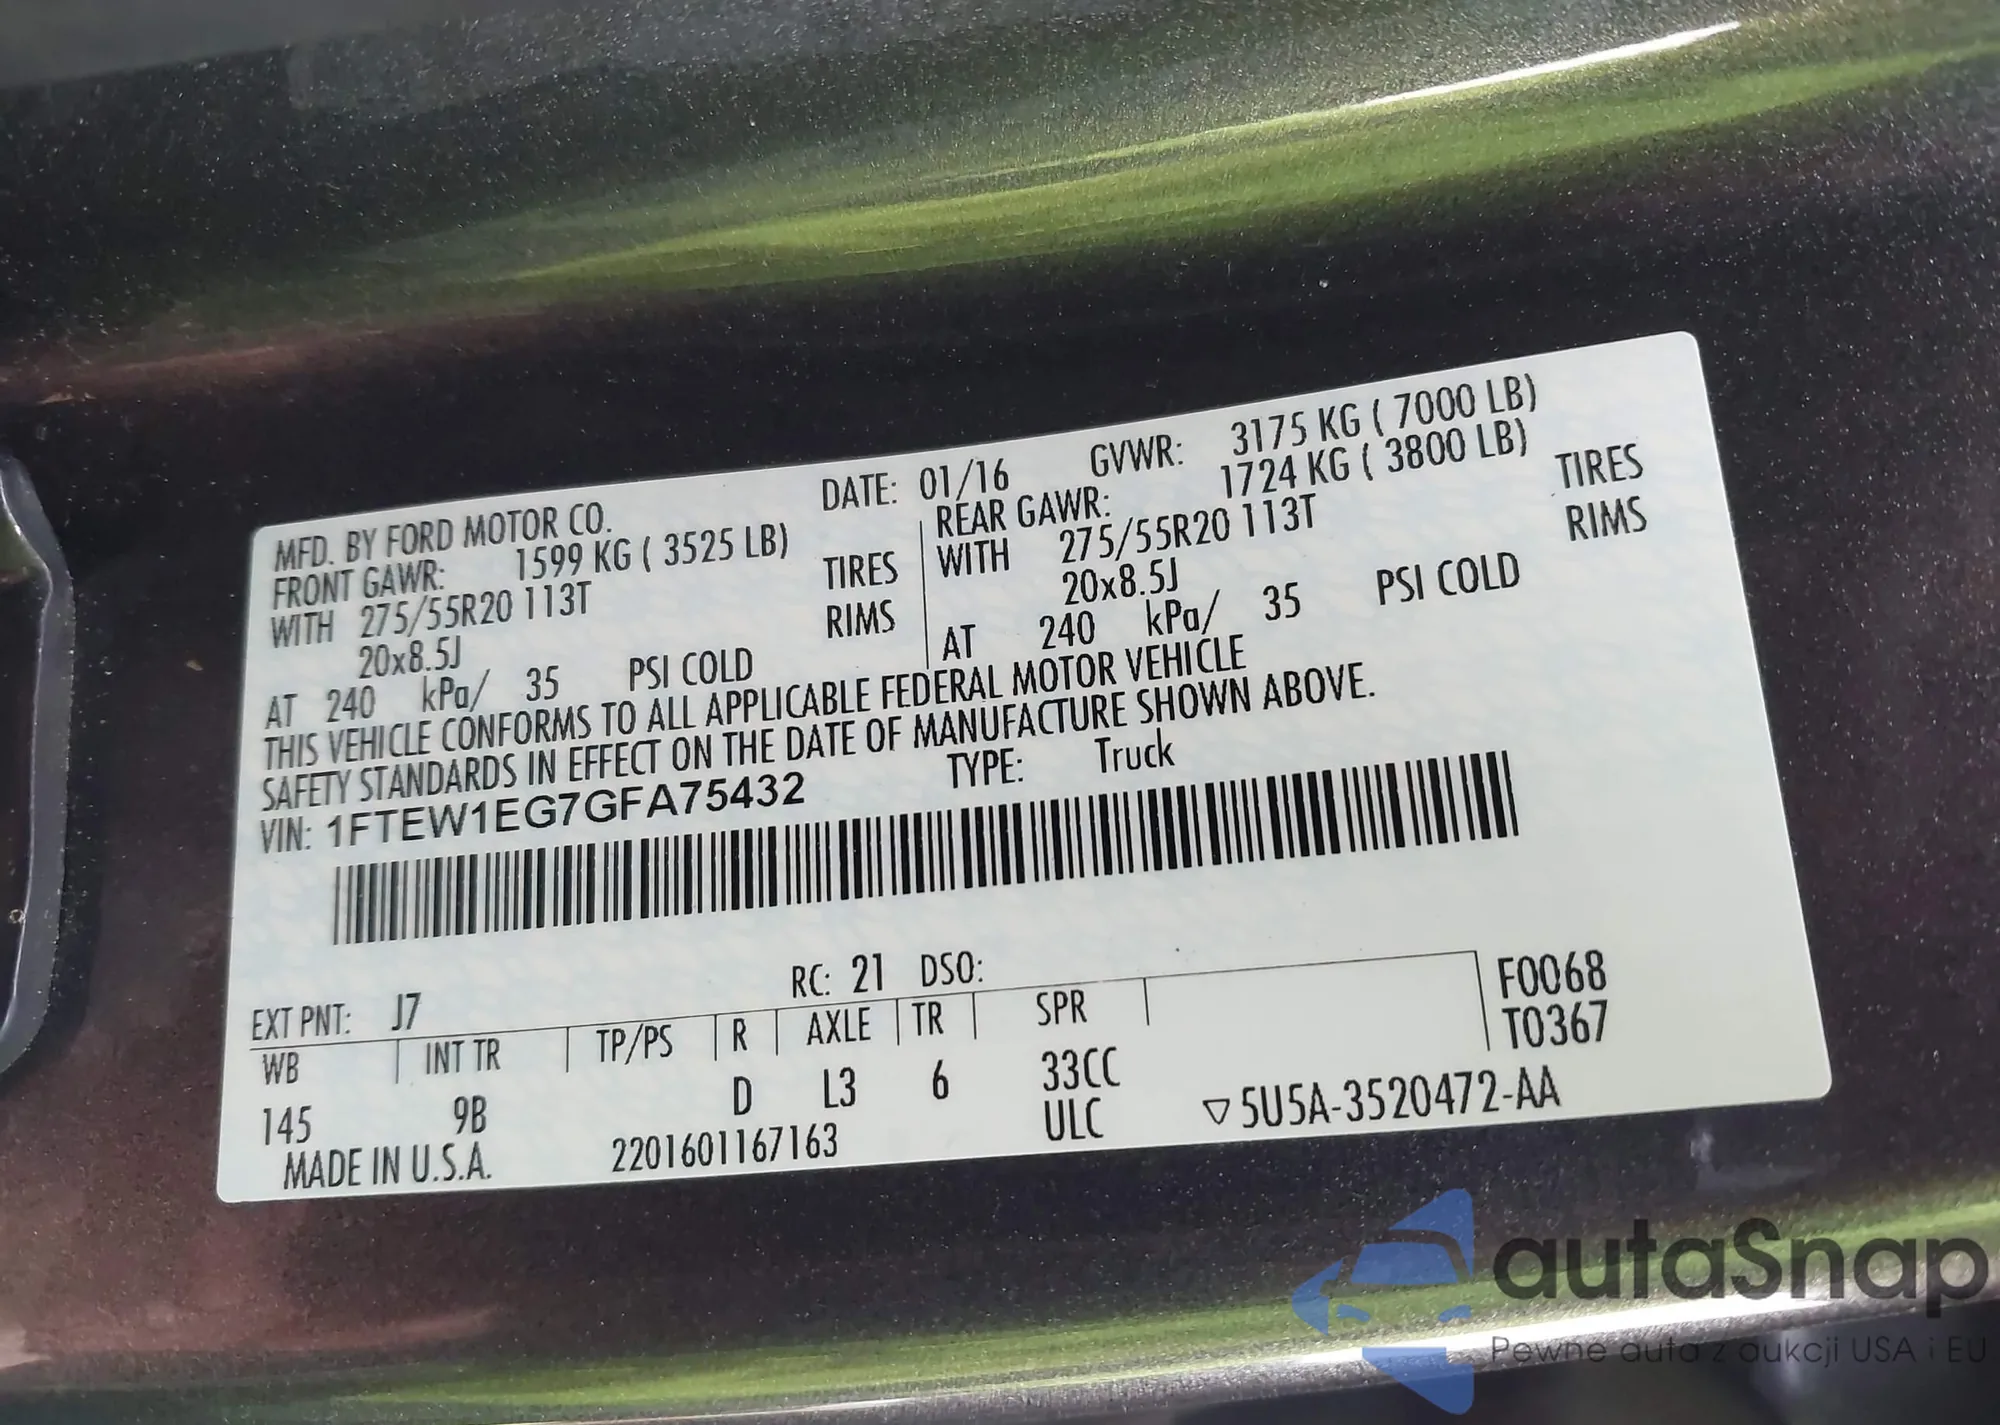 MFD. BY FORD MOTOR CO. DATE: 01/16 GVWR: 3175 KG ( 7000 LB)
FRONT GAWR: 1599 KG ( 3525 LB) REAR GAWR: 1724 KG ( 3800 LB)
WITH 275/55R20 113T TIRES WITH 275/55R20 113T TIRES
20x8.5J RIMS 20x8.5J RIMS
AT 240 kPa/ 35 PSI COLD AT 240 kPa/ 35 PSI COLD
THIS VEHICLE CONFORMS TO ALL APPLICABLE FEDERAL MOTOR VEHICLE
SAFETY STANDARDS IN EFFECT ON THE DATE OF MANUFACTURE SHOWN ABOVE.
VIN: 1FTEW1EG7GFA75432 TYPE: Truck
EXT PNT: J7 RC: 21 DSO: F0068
WB INT TR TP/PS R AXLE TR SPR T0367
145 9B D L3 6 33CC
MADE IN U.S.A. 2201601167163 ULC ▽5U5A-3520472-AA
autaSnap
Pewne auta z aukcji USA i EU